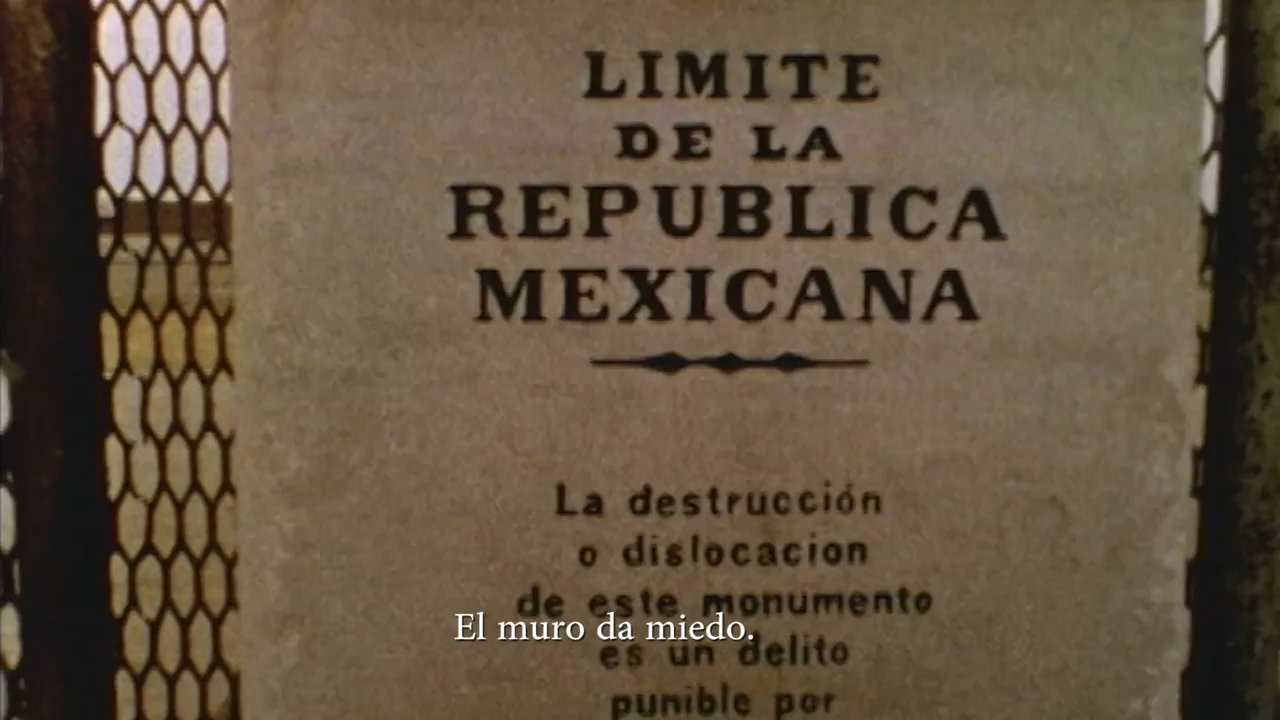 LIMITE
DE LA
REPUBLICA
MEXICANA
La destrucción
o dislocacion
de este monumento
El muro da miedo.
es un delito
punible por